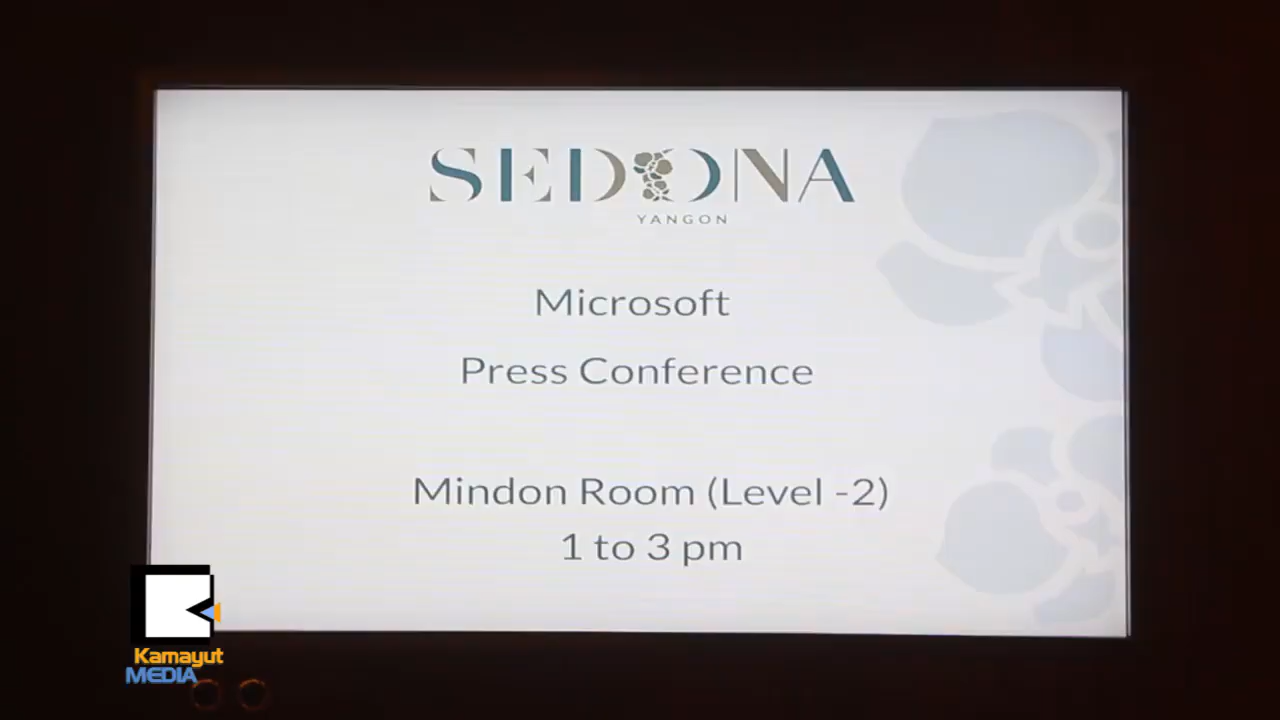 SEDONA
YANGON
Microsoft
Press Conference
Mindon Room (Level -2)
1 to 3 pm
Kamayut
MEDIA